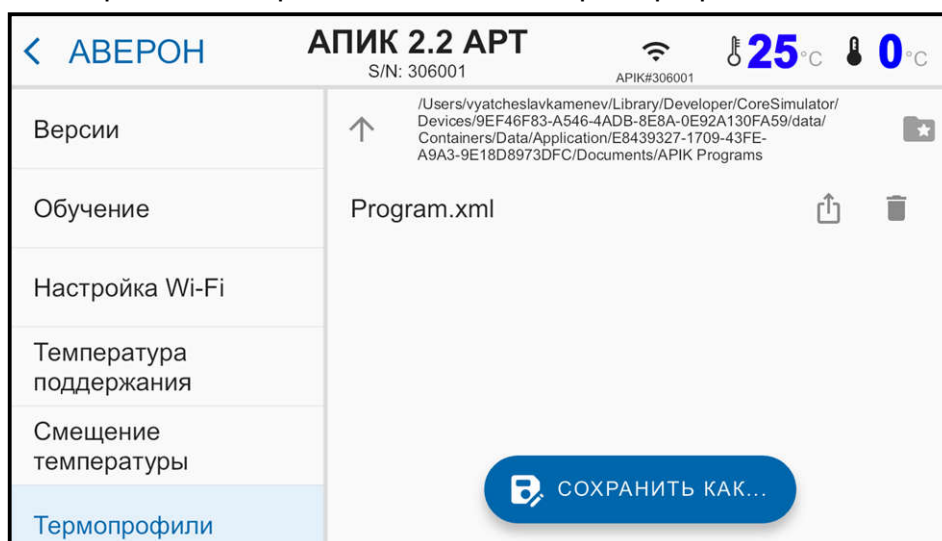 АВЕРОН
АПИК 2.2 АРТ
S/N: 306001
APIK#306001
25°C
0°C
Версии
Обучение
Настройка Wi-Fi
Температура
поддержания
Смещение
температуры
Термопрофили
/Users/vyatcheslavkamenev/Library/Developer/CoreSimulator/
Devices/9EF46F83-A546-4ADB-8E8A-0E92A130FA59/data/
Containers/Data/Application/E8439327-1709-43FE-
A9A3-9E18D8973DFC/Documents/APIK Programs
Program.xml
СОХРАНИТЬ КАК...